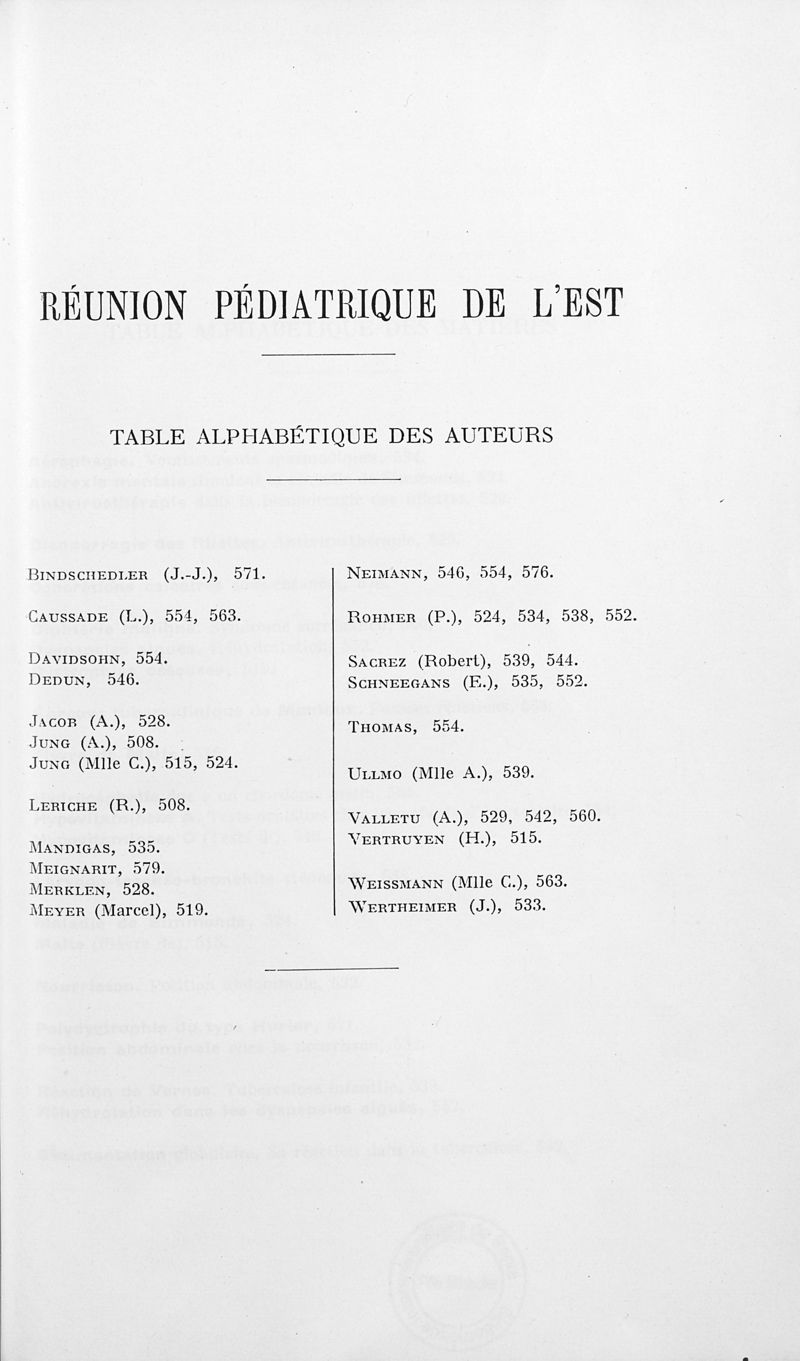 RÉUNION PÉDIATRIQUE DE L'EST
TABLE ALPHABÉTIQUE DES AUTEURS
BINDSCHEDLER (J.-J.), 571.
CAUSSADE (L.), 554, 563.
DAVIDSOHN, 554.
DEDUN, 546.
JACOB (A.), 528.
JUNG (A.), 508.
JUNG (Mlle C.), 515, 524.
LERICHE (R.), 508.
MANDIGAS, 535.
MEIGNARIT, 579.
MERKLEN, 528.
MEYER (Marcel), 519.
NEIMANN, 546, 554, 576.
ROHMER (P.), 524, 534, 538, 552.
SACREZ (Robert), 539, 544.
SCHNEEGANS (E.), 535, 552.
THOMAS, 554.
ULLMO (Mlle A.), 539.
VALLETU (A.), 529, 542, 560.
VERTRUYEN (H.), 515.
WEISSMANN (Mlle C.), 563.
WERTHEIMER (J.), 533.